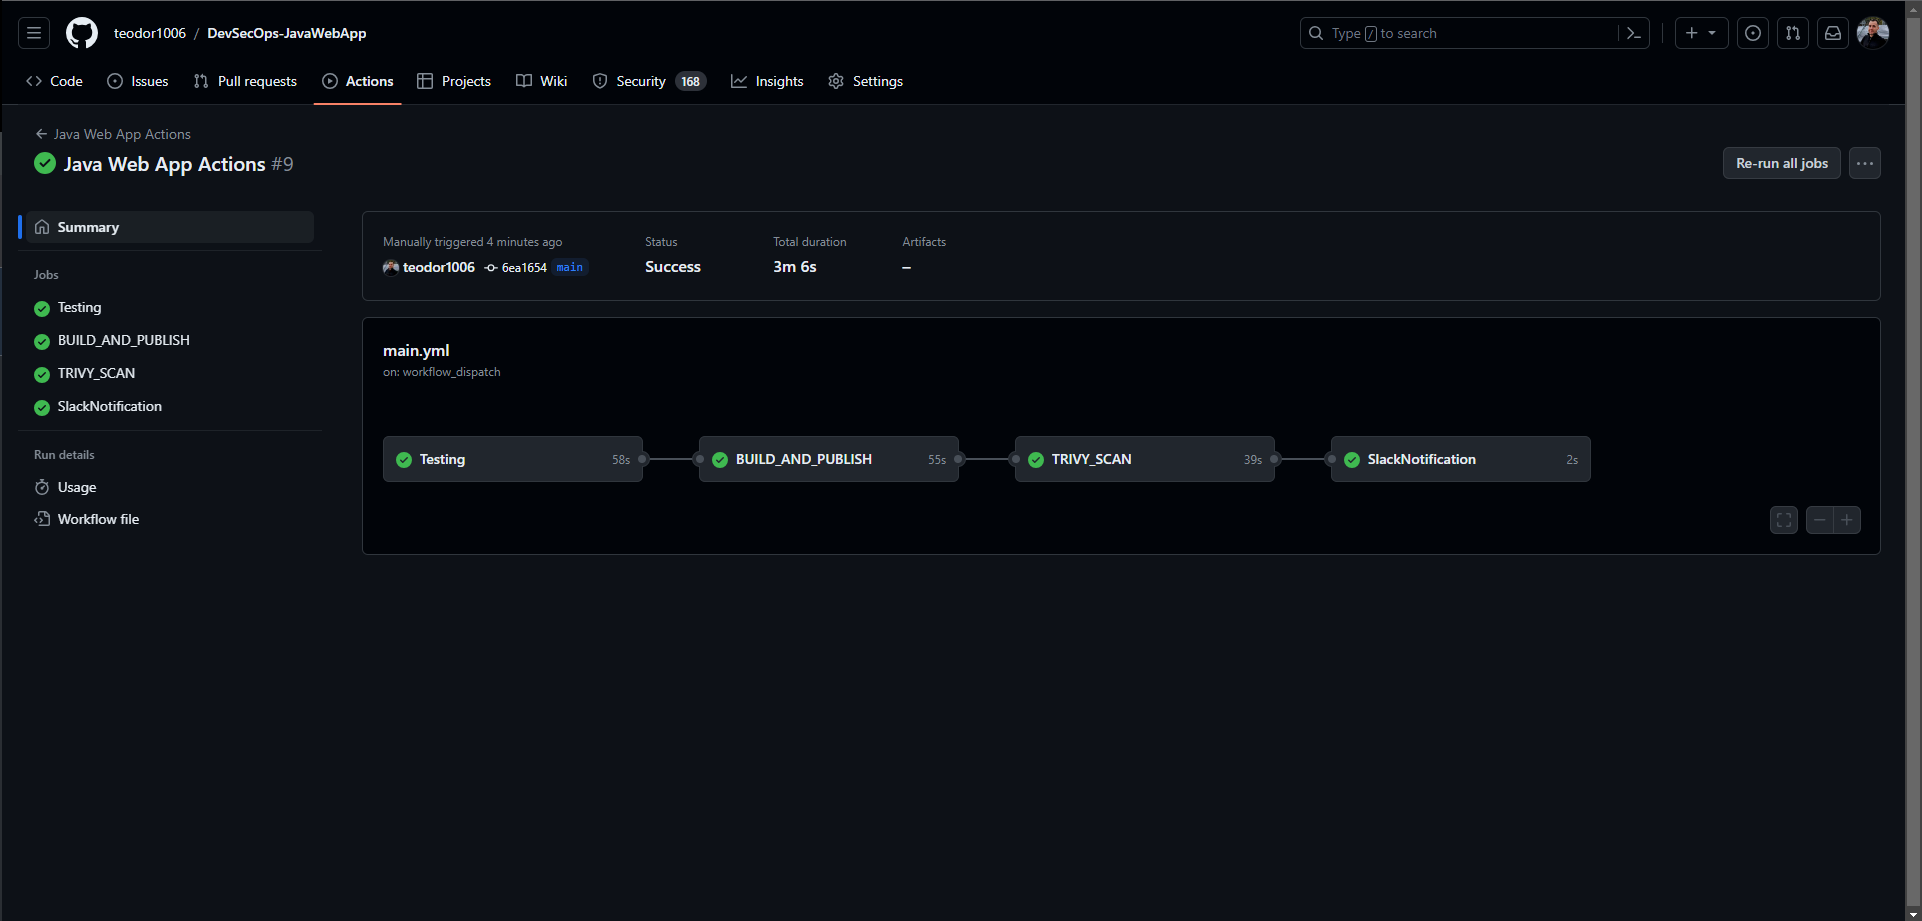 teodor1006 / DevSecOps-JavaWebApp
Type / to search
Code Issues Pull requests Actions Projects Wiki Security 168 Insights Settings
Java Web App Actions
Java Web App Actions #9
Re-run all jobs
Summary
Jobs
Testing
BUILD_AND_PUBLISH
TRIVY_SCAN
SlackNotification
Run details
Usage
Workflow file
Manually triggered 4 minutes ago
teodor1006 6ea1654 main
Status
Success
Total duration
3m 6s
Artifacts
–
main.yml
on: workflow_dispatch
Testing 58s
BUILD_AND_PUBLISH 55s
TRIVY_SCAN 39s
SlackNotification 2s